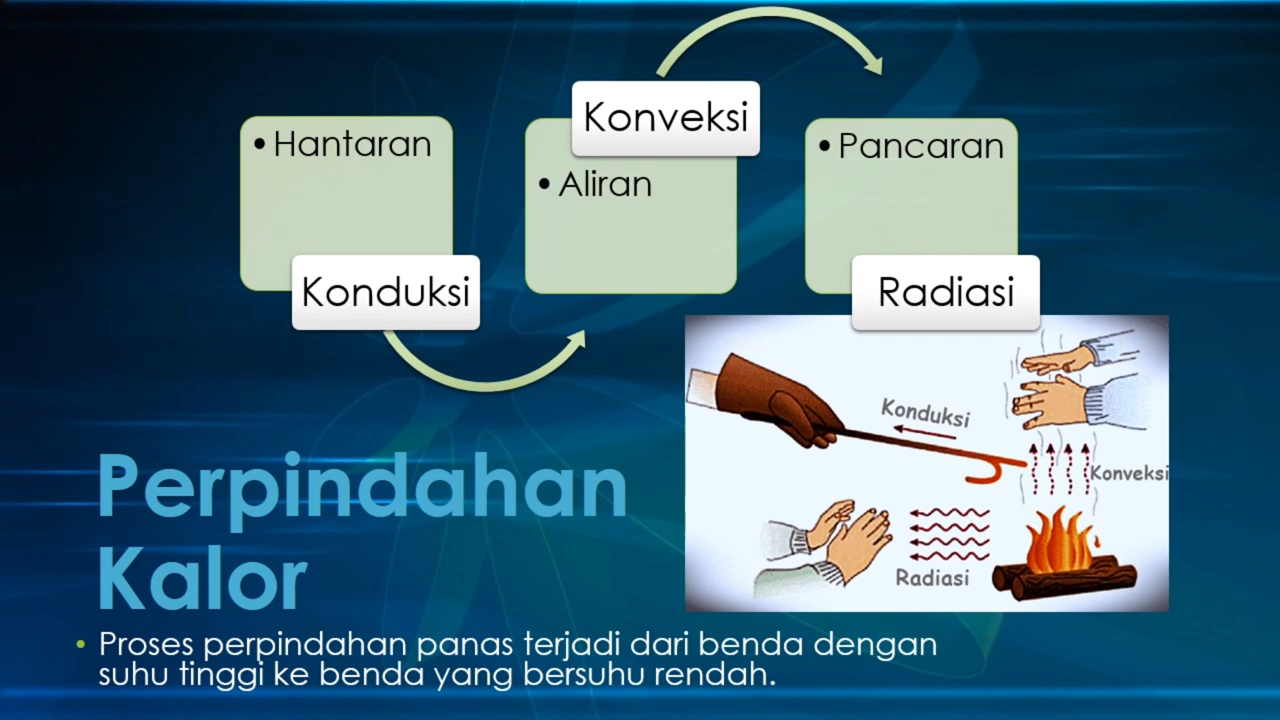 • Hantaran
Konduksi
Konveksi
• Aliran
• Pancaran
Radiasi
Konduksi
Konveksi
Radiasi
Perpindahan
Kalor
• Proses perpindahan panas terjadi dari benda dengan
suhu tinggi ke benda yang bersuhu rendah.